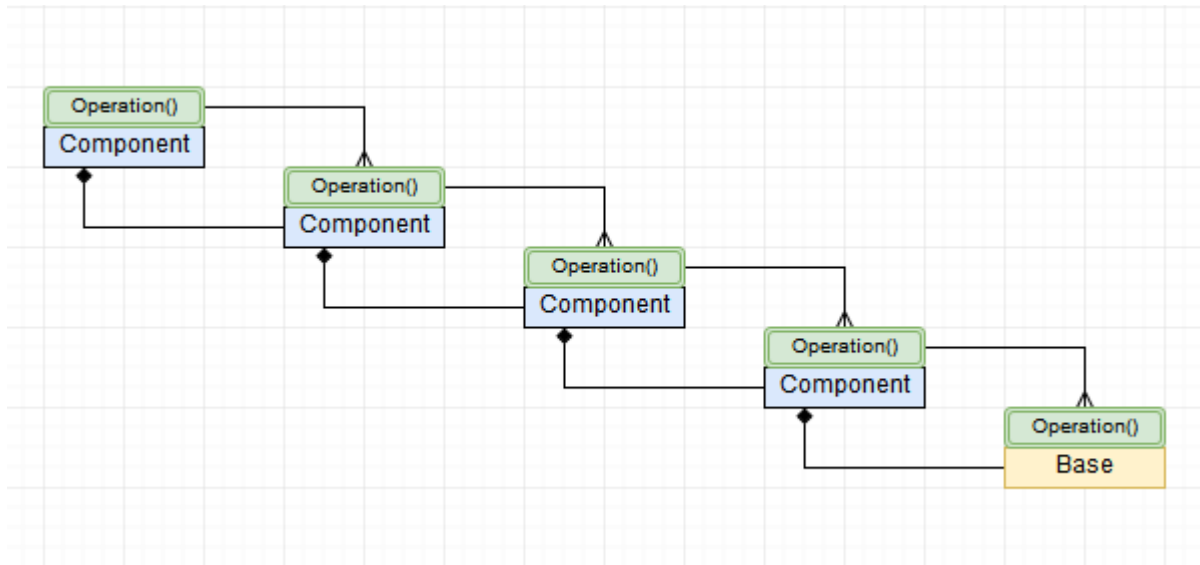 Operation()
Component
Operation()
Component
Operation()
Component
Operation()
Component
Operation()
Base